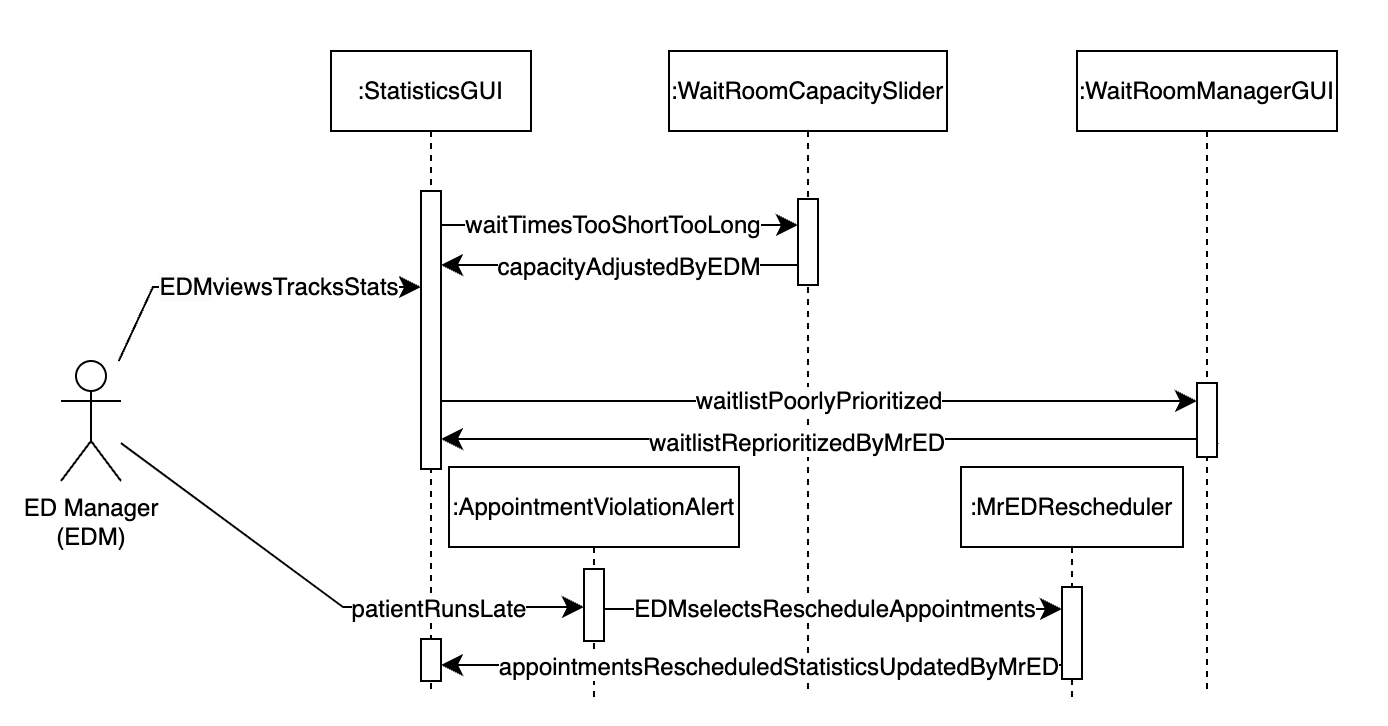 :StatisticsGUI
:WaitRoomCapacitySlider
:WaitRoomManagerGUI
waitTimesTooShortTooLong
capacityAdjustedByEDM
EDMviewsTracksStats
waitlistPoorlyPrioritized
waitlistReprioritizedByMrED
ED Manager
(EDM)
:AppointmentViolationAlert
:MrEDRescheduler
patientRunsLate
EDMselectsRescheduleAppointments
appointmentsRescheduledStatisticsUpdatedByMrED